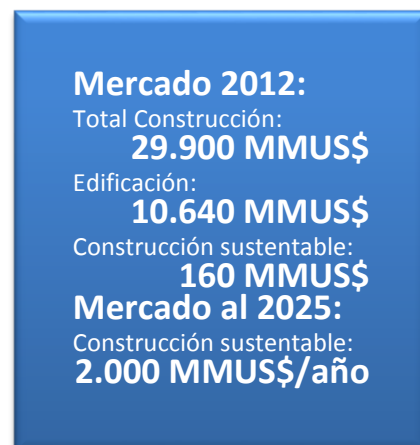 Mercado 2012:
Total Construcción:
29.900 MMUS$
Edificación:
10.640 MMUS$
Construcción sustentable:
160 MMUS$
Mercado al 2025:
Construcción sustentable:
2.000 MMUS$/año